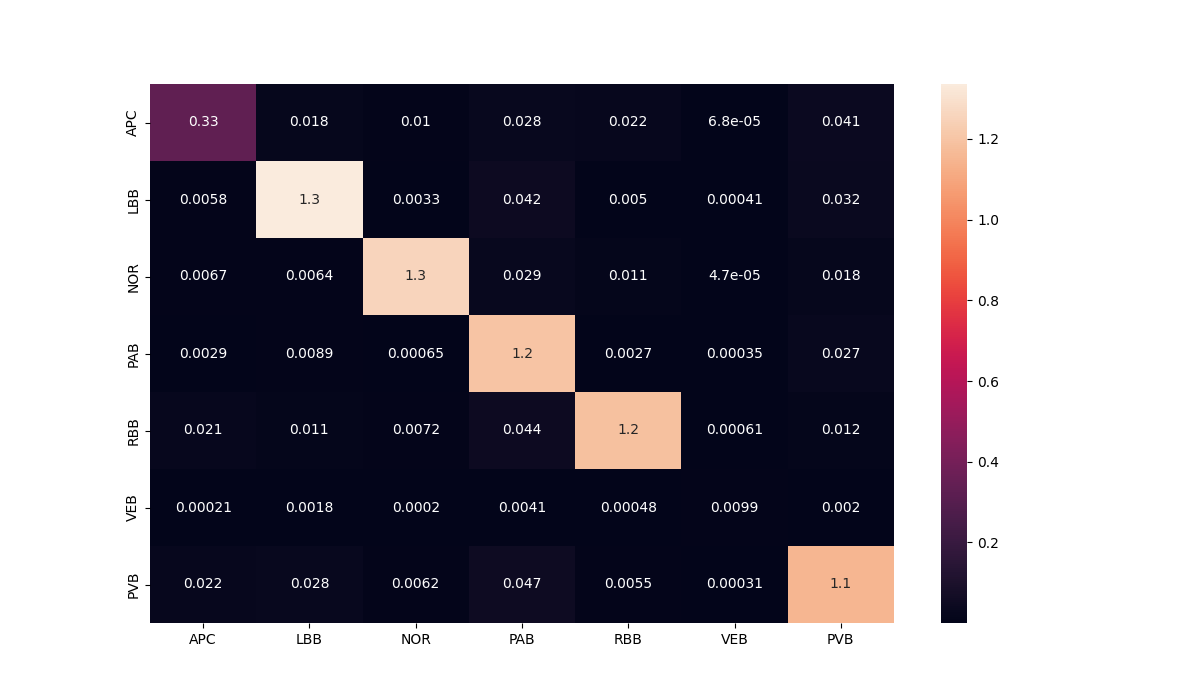 APC 0.33 0.018 0.01 0.028 0.022 6.8e-05 0.041
LBB 0.0058 1.3 0.0033 0.042 0.005 0.00041 0.032
NOR 0.0067 0.0064 1.3 0.029 0.011 4.7e-05 0.018
PAB 0.0029 0.0089 0.00065 1.2 0.0027 0.00035 0.027
RBB 0.021 0.011 0.0072 0.044 1.2 0.00061 0.012
VEB 0.00021 0.0018 0.0002 0.0041 0.00048 0.0099 0.002
PVB 0.022 0.028 0.0062 0.047 0.0055 0.00031 1.1
APC LBB NOR PAB RBB VEB PVB
1.2
1.0
0.8
0.6
0.4
0.2